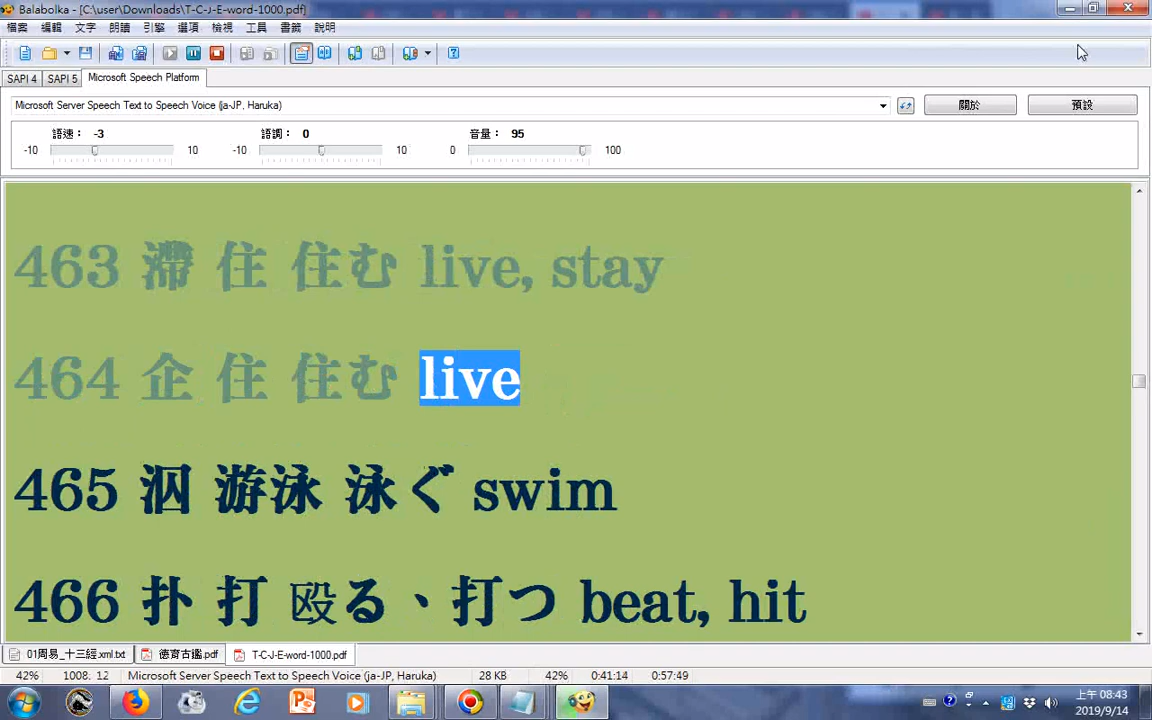 Balabolka - [C:\user\Downloads\T-C-J-E-word-1000.pdf]
檔案 編輯 文字 朗讀 引擎 選項 檢視 工具 書籤 說明
SAPI 4 SAPI 5 Microsoft Speech Platform
Microsoft Server Speech Text to Speech Voice (ja-JP, Haruka) 關於 預設
語速： -3 語調： 0 音量： 95
-10 10 -10 10 0 100
463 滯 住 住む live, stay
464 企 住 住む live
465 泅 游泳 泳ぐ swim
466 扑 打 殴る、打つ beat, hit
01周易_十三經.xml.txt 德育古鑑.pdf T-C-J-E-word-1000.pdf
42% 1008. 12 Microsoft Server Speech Text to Speech Voice (ja-JP, Haruka) 28 KB 42% 0:41:14 0:57:49
上午 08:43
2019/9/14